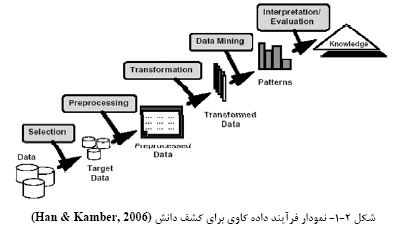 Interpretation/
Evaluation
Data Mining
Knowledge
Transformation
Patterns
Preprocessing
Transformed
Data
Selection
Preprocessed
Data
Data
Target
Data
شکل ۲-۱- نمودار فرآیند داده کاوی برای کشف دانش (Han & Kamber, 2006)